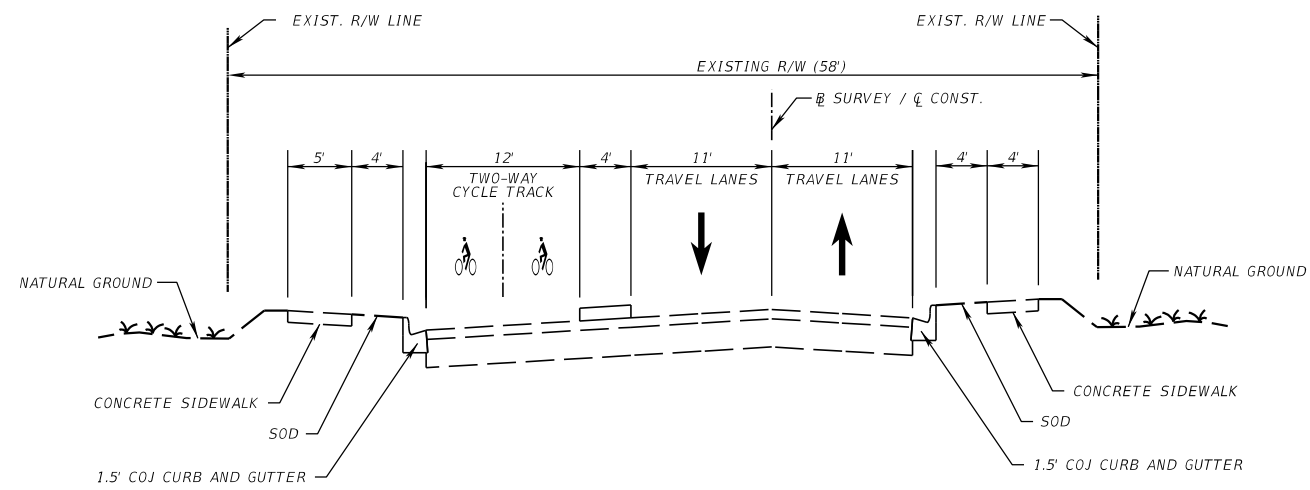 EXIST. R/W LINE
EXIST. R/W LINE
EXISTING R/W (58')
℄ SURVEY / ℄ CONST.
5'
4'
12'
4'
11'
11'
4'
4'
TWO-WAY
CYCLE TRACK
TRAVEL LANES
TRAVEL LANES
NATURAL GROUND
NATURAL GROUND
CONCRETE SIDEWALK
CONCRETE SIDEWALK
SOD
SOD
1.5' COJ CURB AND GUTTER
1.5' COJ CURB AND GUTTER